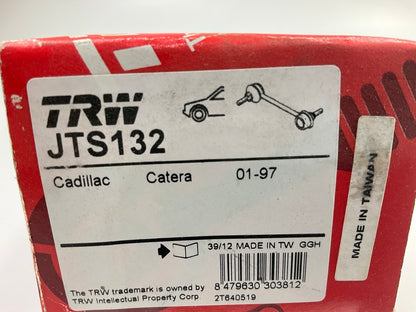 TRW
JTS132
Cadillac Catera 01-97
MADE IN TAIWAN
39/12 MADE IN TW GGH
8 479630 303812
The TRW trademark is owned by
TRW Intellectual Property Corp 2T640519